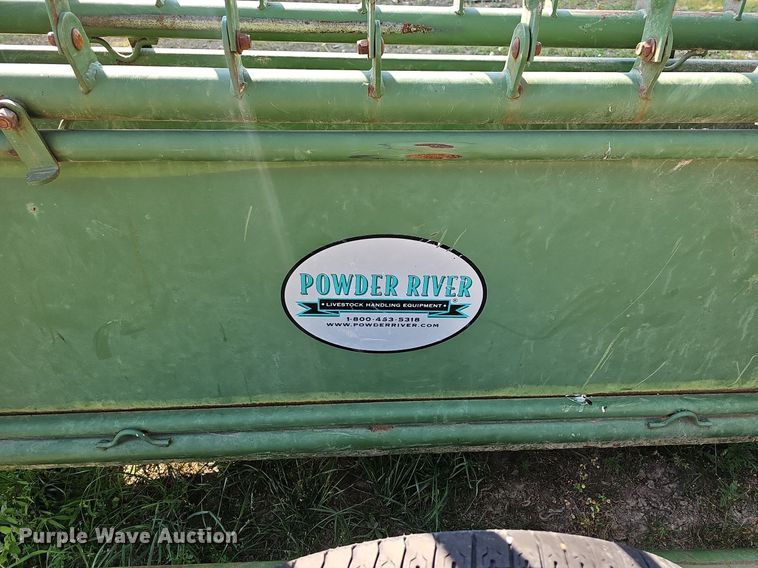 POWDER RIVER
• LIVESTOCK HANDLING EQUIPMENT • ®
1-800-453-5318
WWW.POWDERRIVER.COM
Purple Wave Auction